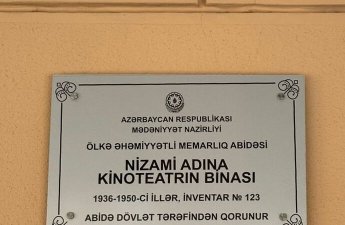 AZƏRBAYCAN RESPUBLİKASI
MƏDƏNİYYƏT NAZİRLİYİ
ÖLKƏ ƏHƏMİYYƏTLİ MEMARLIQ ABİDƏSİ
NİZAMİ ADINA
KİNOTEATRIN BİNASI
1936-1950-Cİ İLLƏR, İNVENTAR № 123
ABİDƏ DÖVLƏT TƏRƏFİNDƏN QORUNUR